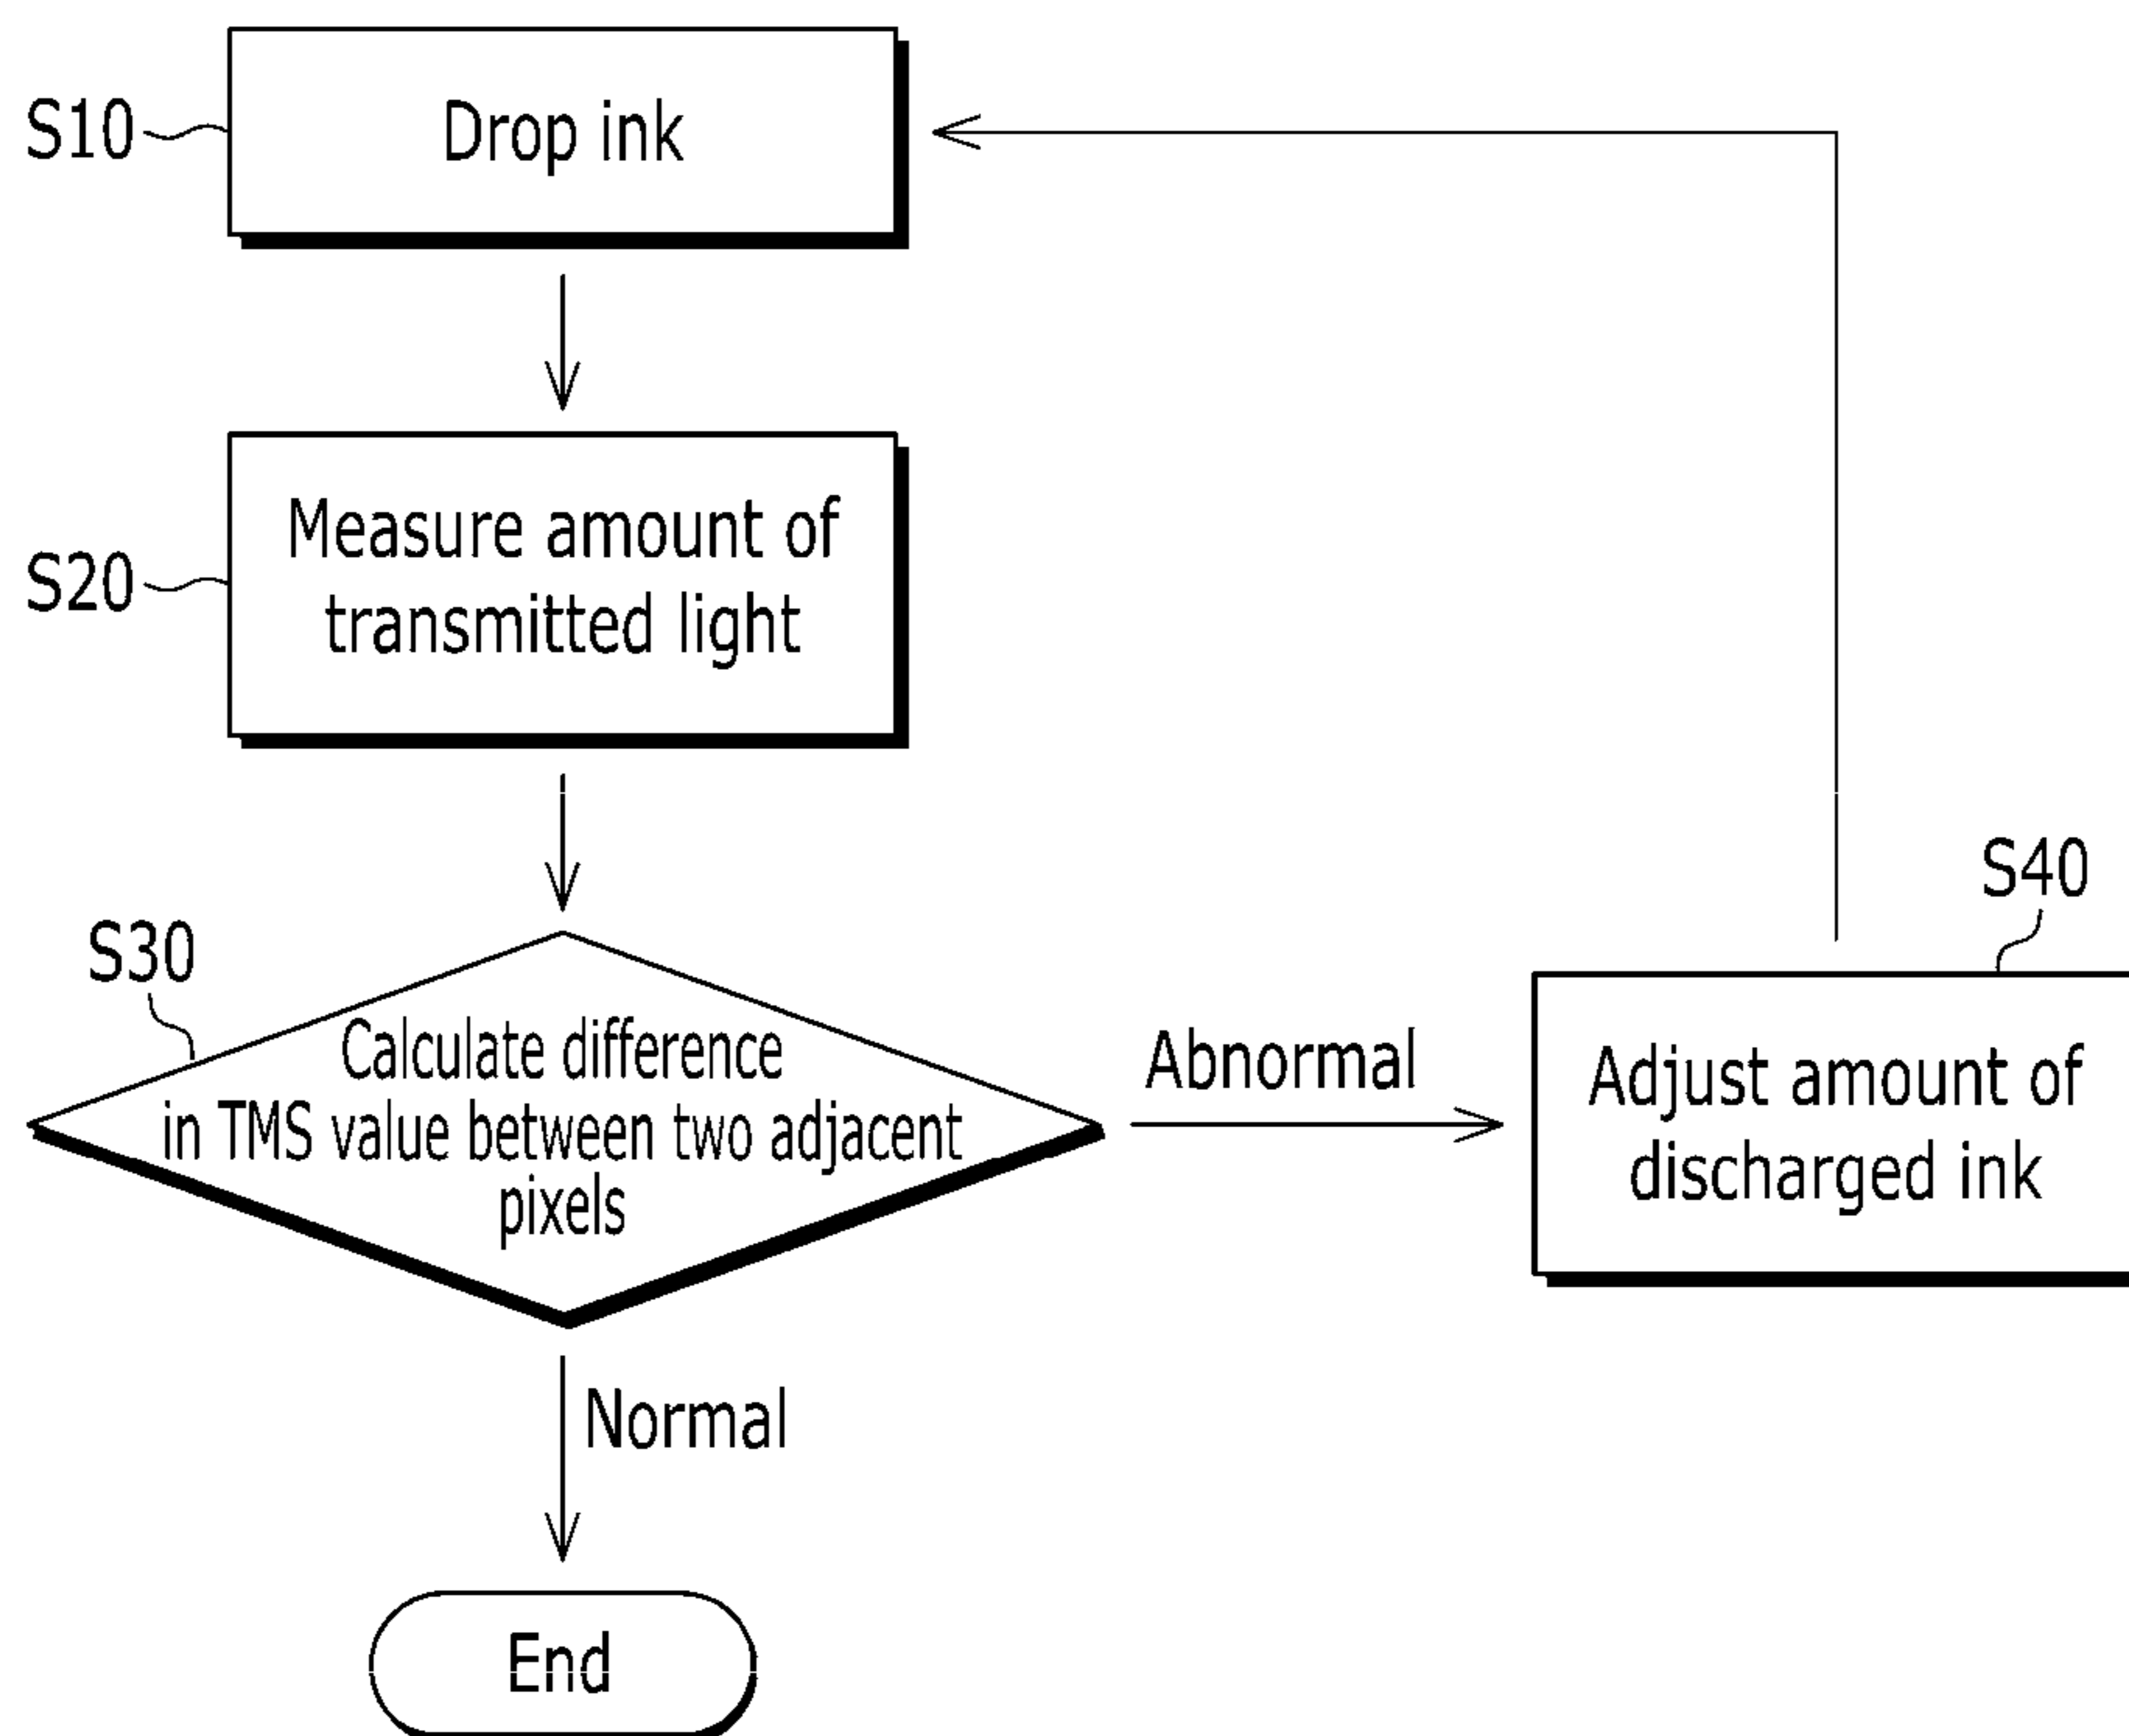 S10
Drop ink
S20
Measure amount of
transmitted light
S30
Calculate difference
in TMS value between two adjacent
pixels
Abnormal
S40
Adjust amount of
discharged ink
Normal
End